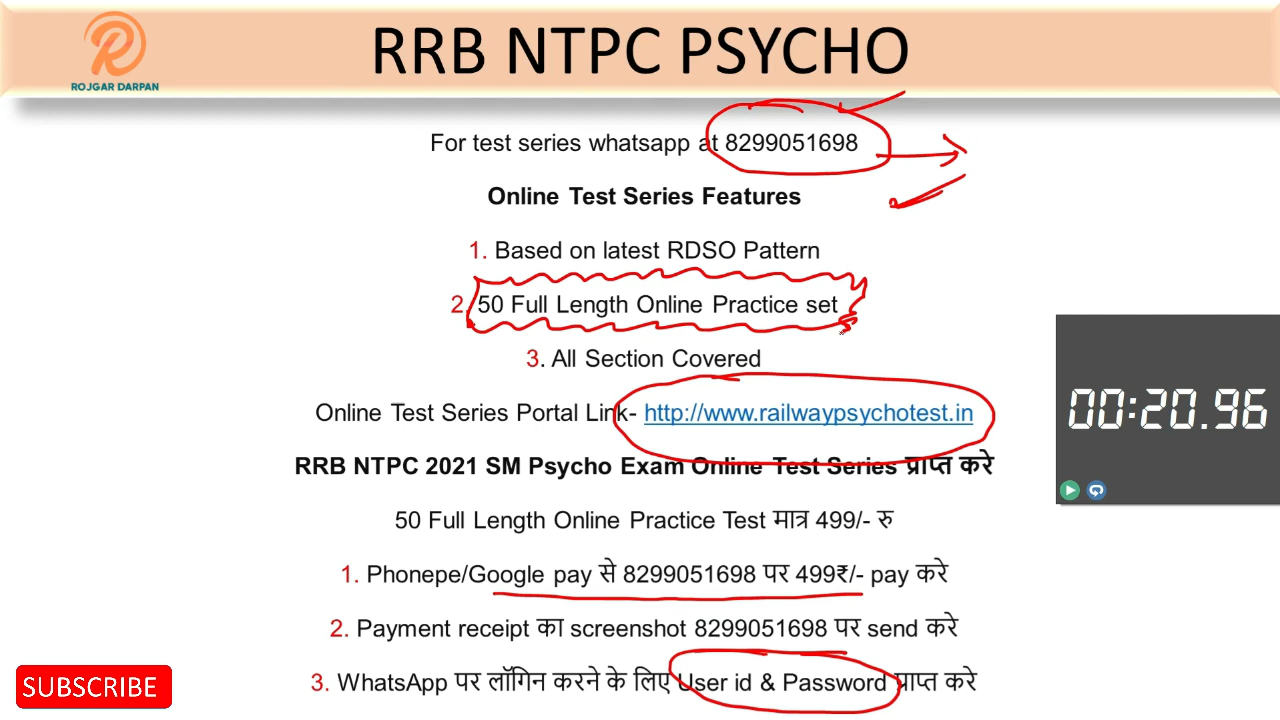 RRB NTPC PSYCHO
ROJGAR DARPAN
For test series whatsapp at 8299051698
Online Test Series Features
1. Based on latest RDSO Pattern
2. 50 Full Length Online Practice set
3. All Section Covered
Online Test Series Portal Link- http://www.railwaypsychotest.in
00:20.96
RRB NTPC 2021 SM Psycho Exam Online Test Series प्राप्त करे
50 Full Length Online Practice Test मात्र 499/- रु
1. Phonepe/Google pay से 8299051698 पर 499₹/- pay करे
2. Payment receipt का screenshot 8299051698 पर send करे
3. WhatsApp पर लॉगिन करने के लिए User id & Password प्राप्त करे
SUBSCRIBE